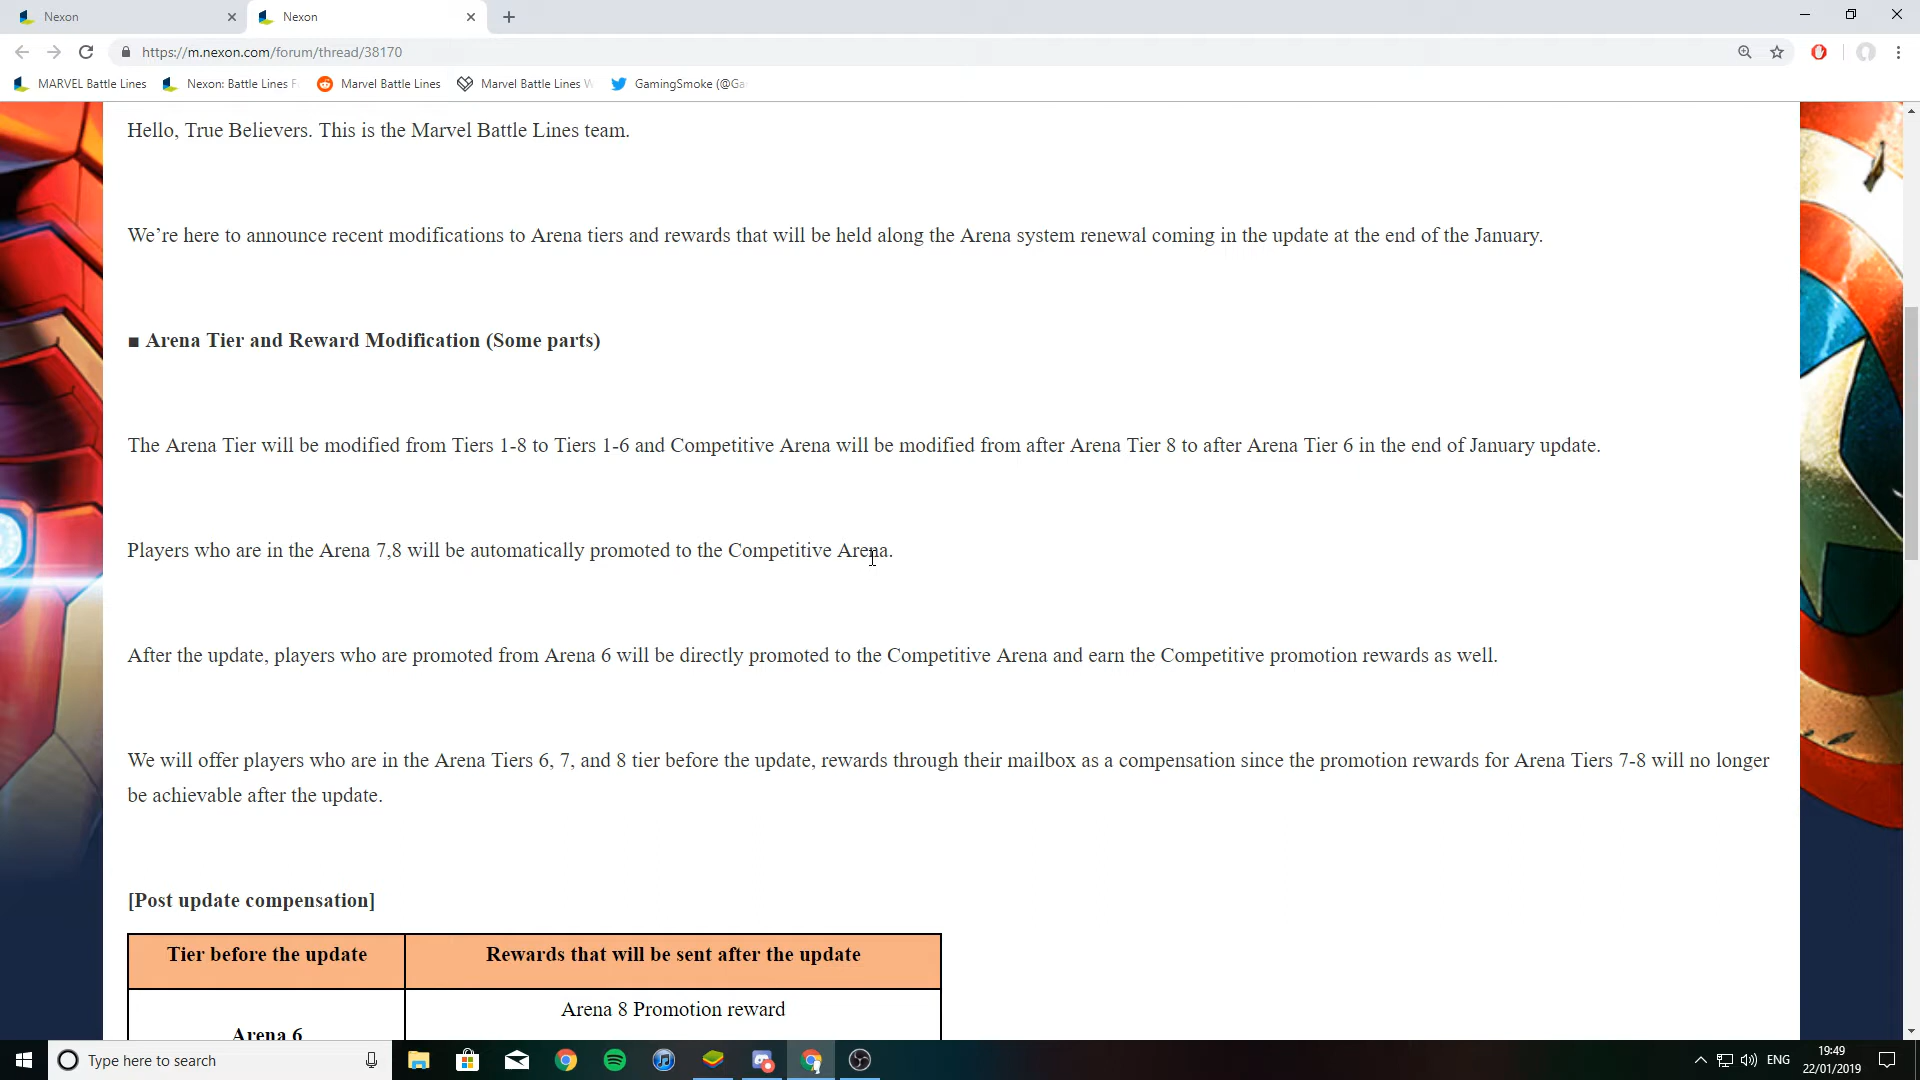 Nexon
Nexon
https://m.nexon.com/forum/thread/38170
MARVEL Battle Lines
Nexon: Battle Lines F
Marvel Battle Lines
Marvel Battle Lines W
GamingSmoke (@Ga
Hello, True Believers. This is the Marvel Battle Lines team.
We’re here to announce recent modifications to Arena tiers and rewards that will be held along the Arena system renewal coming in the update at the end of the January.
■ Arena Tier and Reward Modification (Some parts)
The Arena Tier will be modified from Tiers 1-8 to Tiers 1-6 and Competitive Arena will be modified from after Arena Tier 8 to after Arena Tier 6 in the end of January update.
Players who are in the Arena 7,8 will be automatically promoted to the Competitive Arena.
After the update, players who are promoted from Arena 6 will be directly promoted to the Competitive Arena and earn the Competitive promotion rewards as well.
We will offer players who are in the Arena Tiers 6, 7, and 8 tier before the update, rewards through their mailbox as a compensation since the promotion rewards for Arena Tiers 7-8 will no longer
be achievable after the update.
[Post update compensation]
Tier before the update
Rewards that will be sent after the update
Arena 8 Promotion reward
Arena 6
Type here to search
ENG
19:49
22/01/2019